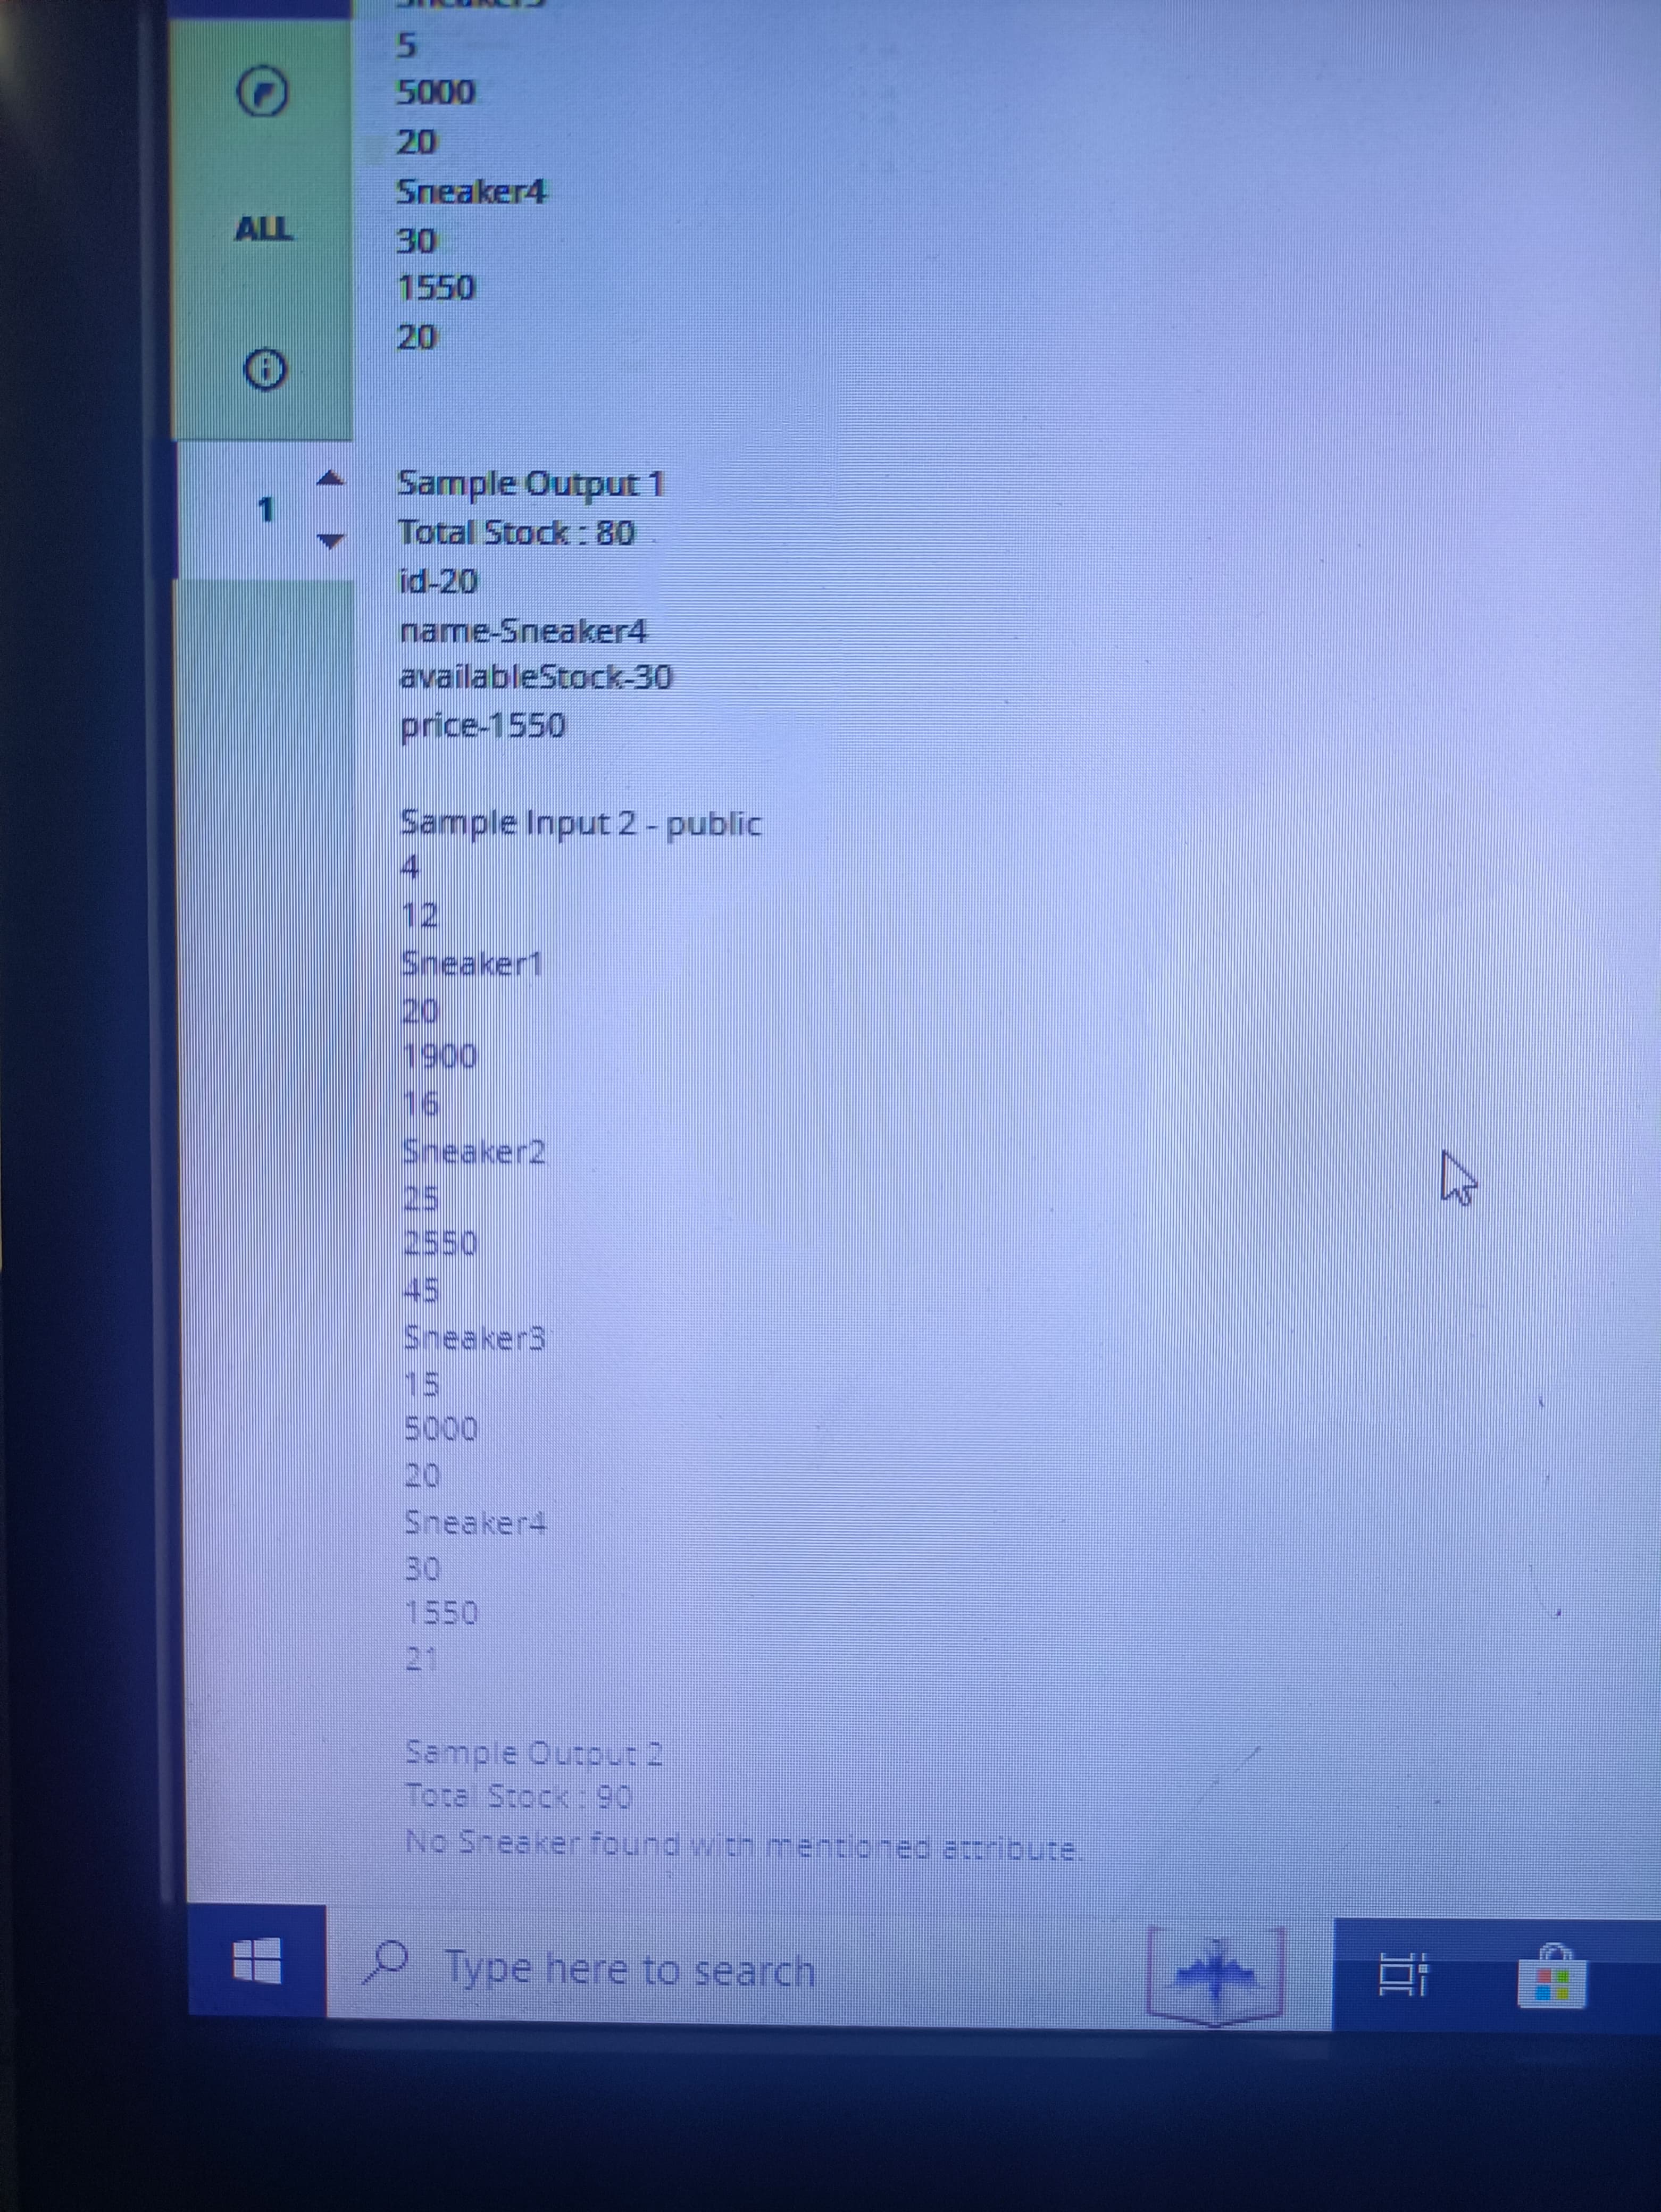 5
5000
20
Sneaker4
30
1550
20
ALL
1
Sample Output 1
Total Stock : 80
id-20
name-Sneaker4
availableStock-30
price-1550
Sample Input 2 - public
4
12
Sneaker1
20
1900
16
Sneaker2
25
2550
45
Sneaker3
15
5000
20
Sneaker4
30
1550
21
Sample Output 2
Total Stock : 90
No Sneaker found with mentioned attribute.
Type here to search